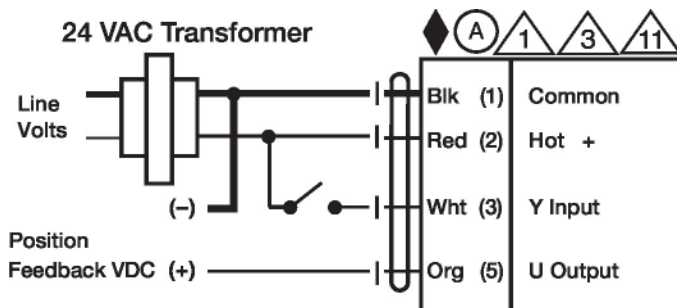 24 VAC Transformer
A 1 3 11
Line
Volts
Blk (1) Common
Red (2) Hot +
(–)
Wht (3) Y Input
Position
Feedback VDC (+)
Org (5) U Output